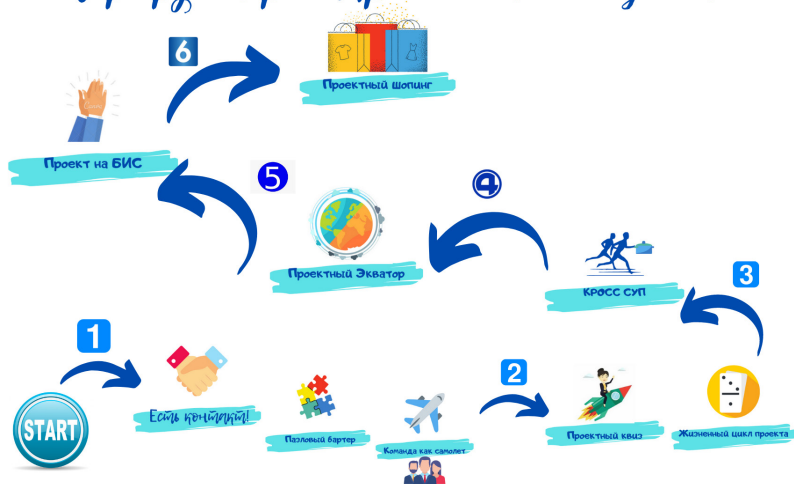 6
Проектный шопинг
Проект на БИС
5
4
Проектный Экватор
КРОСС СУП
3
1
START
Есть контакт!
Пазловый бартер
Команда как самолет
2
Проектный квиз
Жизненный цикл проекта